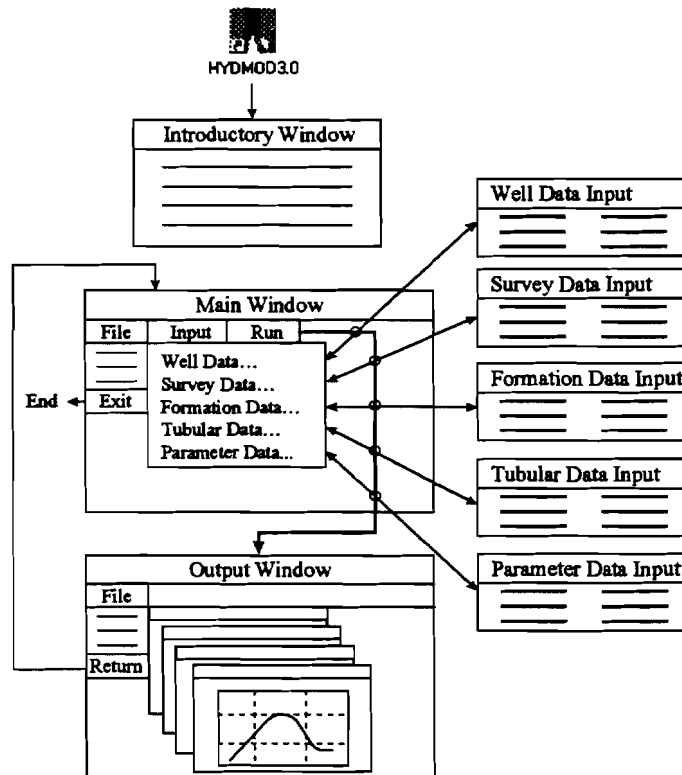 HYDMOD3.0
Introductory Window
Well Data Input
Survey Data Input
Main Window
File Input Run
Well Data...
Survey Data...
Formation Data...
Tubular Data...
Parameter Data...
End
Exit
Formation Data Input
Tubular Data Input
Parameter Data Input
Output Window
File
Return